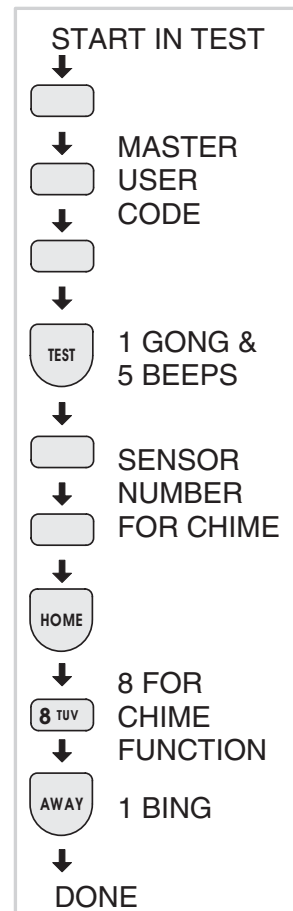 START IN TEST
MASTER
USER
CODE
TEST
1 GONG &
5 BEEPS
SENSOR
NUMBER
FOR CHIME
HOME
8 TUV
8 FOR
CHIME
FUNCTION
AWAY
1 BING
DONE